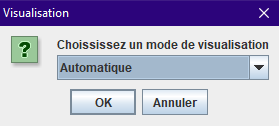 Visualisation
Choississez un mode de visualisation
Automatique
OK Annuler